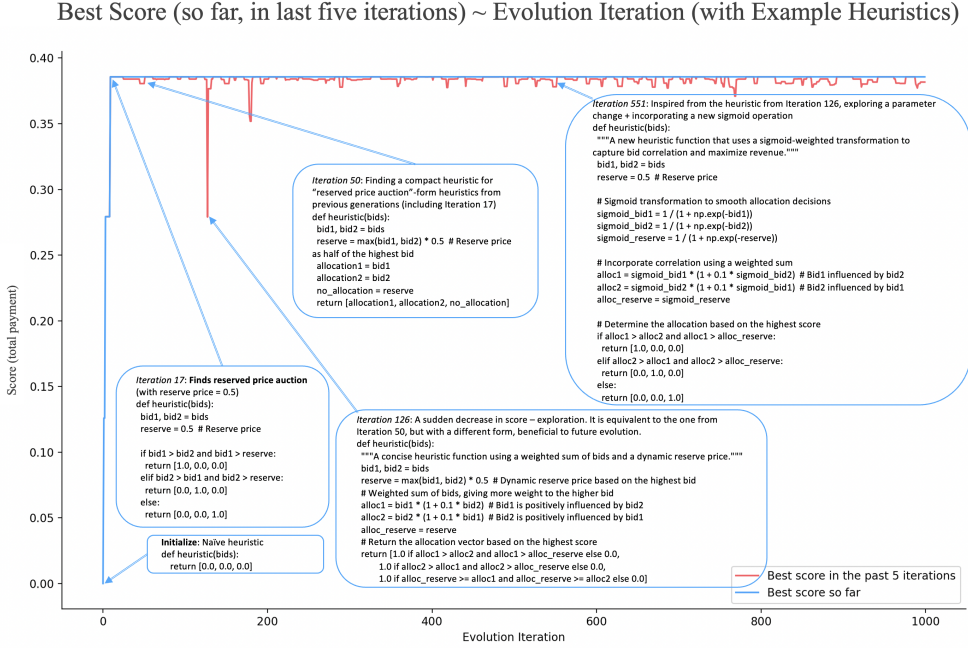 Best Score (so far, in last five iterations) ~ Evolution Iteration (with Example Heuristics)
Score (total payment)
0.40
0.35
0.30
0.25
0.20
0.15
0.10
0.05
0.00
Iteration 551: Inspired from the heuristic from Iteration 126, exploring a parameter
change + incorporating a new sigmoid operation
def heuristic(bids):
"""A new heuristic function that uses a sigmoid-weighted transformation to
capture bid correlation and maximize revenue."""
bid1, bid2 = bids
reserve = 0.5  # Reserve price
# Sigmoid transformation to smooth allocation decisions
sigmoid_bid1 = 1 / (1 + np.exp(-bid1))
sigmoid_bid2 = 1 / (1 + np.exp(-bid2))
sigmoid_reserve = 1 / (1 + np.exp(-reserve))
# Incorporate correlation using a weighted sum
alloc1 = sigmoid_bid1 * (1 + 0.1 * sigmoid_bid2)  # Bid1 influenced by bid2
alloc2 = sigmoid_bid2 * (1 + 0.1 * sigmoid_bid1)  # Bid2 influenced by bid1
alloc_reserve = sigmoid_reserve
# Determine the allocation based on the highest score
if alloc1 > alloc2 and alloc1 > alloc_reserve:
return [1.0, 0.0, 0.0]
elif alloc2 > alloc1 and alloc2 > alloc_reserve:
return [0.0, 1.0, 0.0]
else:
return [0.0, 0.0, 1.0]
Iteration 50: Finding a compact heuristic for
“reserved price auction”-form heuristics from
previous generations (including Iteration 17)
def heuristic(bids):
bid1, bid2 = bids
reserve = max(bid1, bid2) * 0.5  # Reserve price
as half of the highest bid
allocation1 = bid1
allocation2 = bid2
no_allocation = reserve
return [allocation1, allocation2, no_allocation]
Iteration 17: Finds reserved price auction
(with reserve price = 0.5)
def heuristic(bids):
bid1, bid2 = bids
reserve = 0.5  # Reserve price
if bid1 > bid2 and bid1 > reserve:
return [1.0, 0.0, 0.0]
elif bid2 > bid1 and bid2 > reserve:
return [0.0, 1.0, 0.0]
else:
return [0.0, 0.0, 1.0]
Iteration 126: A sudden decrease in score – exploration. It is equivalent to the one from
Iteration 50, but with a different form, beneficial to future evolution.
def heuristic(bids):
"""A concise heuristic function using a weighted sum of bids and a dynamic reserve price."""
bid1, bid2 = bids
reserve = max(bid1, bid2) * 0.5  # Dynamic reserve price based on the highest bid
# Weighted sum of bids, giving more weight to the higher bid
alloc1 = bid1 * (1 + 0.1 * bid2)  # Bid1 is positively influenced by bid2
alloc2 = bid2 * (1 + 0.1 * bid1)  # Bid2 is positively influenced by bid1
alloc_reserve = reserve
# Return the allocation vector based on the highest score
return [1.0 if alloc1 > alloc2 and alloc1 > alloc_reserve else 0.0,
1.0 if alloc2 > alloc1 and alloc2 > alloc_reserve else 0.0,
1.0 if alloc_reserve >= alloc1 and alloc_reserve >= alloc2 else 0.0]
Initialize: Naïve heuristic
def heuristic(bids):
return [0.0, 0.0, 0.0]
Best score in the past 5 iterations
Best score so far
0 200 400 600 800 1000
Evolution Iteration